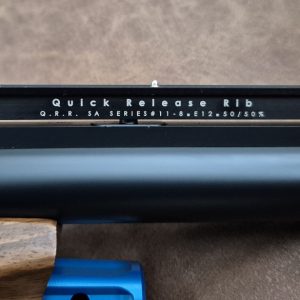 Quick Release Rib
Q.R.R. SA SERIES#11-8.E12.50/50%